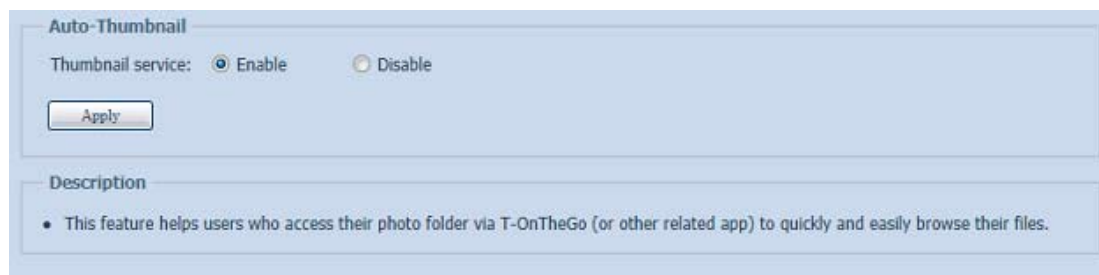 Auto-Thumbnail
Thumbnail service: Enable Disable
Apply
Description
• This feature helps users who access their photo folder via T-OnTheGo (or other related app) to quickly and easily browse their files.